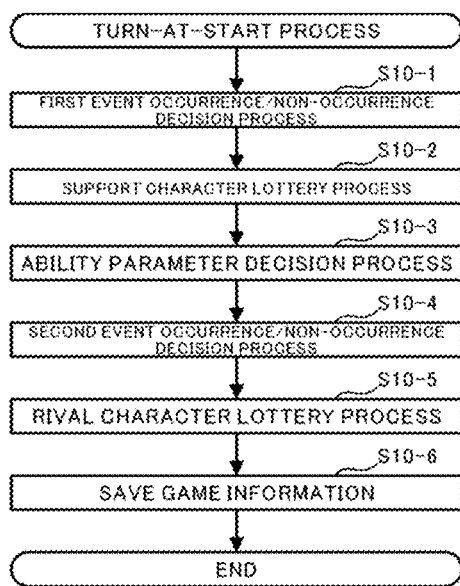 TURN-AT-START PROCESS
S10-1
FIRST EVENT OCCURRENCE/NON-OCCURRENCE
DECISION PROCESS
S10-2
SUPPORT CHARACTER LOTTERY PROCESS
S10-3
ABILITY PARAMETER DECISION PROCESS
S10-4
SECOND EVENT OCCURRENCE/NON-OCCURRENCE
DECISION PROCESS
S10-5
RIVAL CHARACTER LOTTERY PROCESS
S10-6
SAVE GAME INFORMATION
END